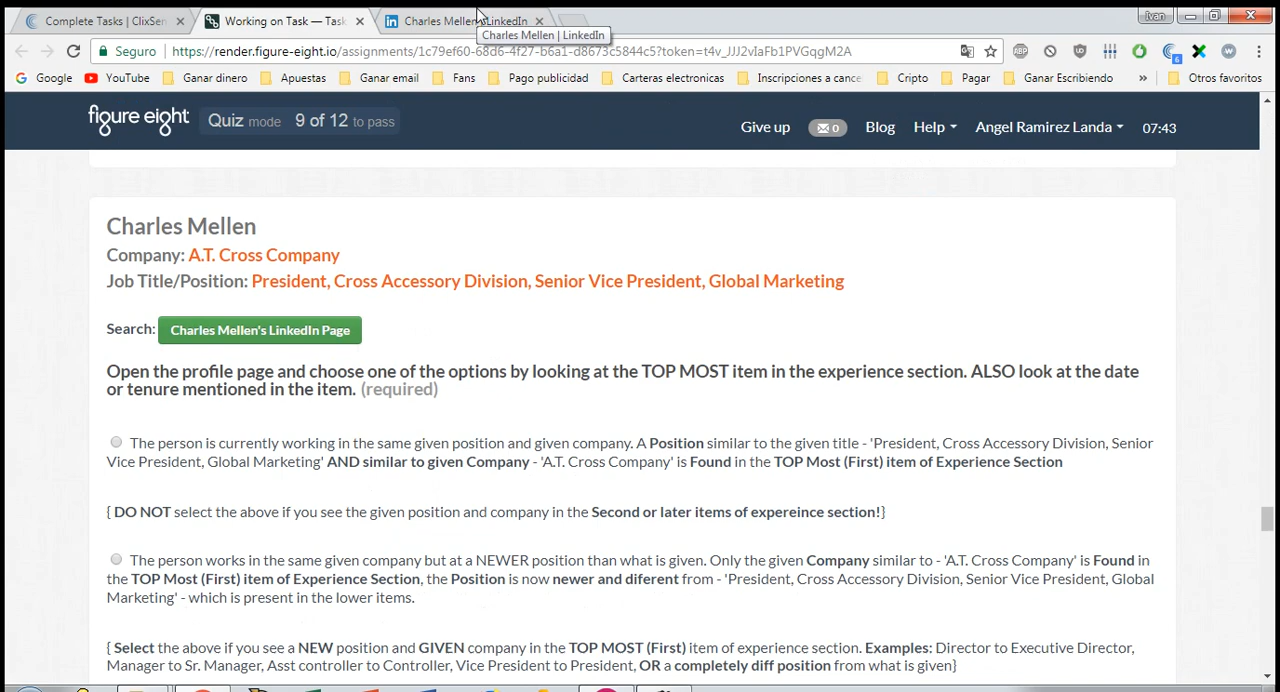 Complete Tasks | ClixSen
Working on Task — Task
Charles Mellen | LinkedIn
Ivan
Charles Mellen | LinkedIn
Seguro
https://render.figure-eight.io/assignments/1c79ef60-68d6-4f27-b6a1-d8673c5844c5?token=t4v_JJJ2vIaFb1PVGqgM2A
ABP
6
Google
YouTube
Ganar dinero
Apuestas
Ganar email
Fans
Pago publicidad
Carteras electronicas
Inscripciones a cance
Cripto
Pagar
Ganar Escribiendo
»
Otros favoritos
figure eight
Quiz mode 9 of 12 to pass
Give up
0
Blog
Help
Angel Ramirez Landa
07:43
Charles Mellen
Company: A.T. Cross Company
Job Title/Position: President, Cross Accessory Division, Senior Vice President, Global Marketing
Search: Charles Mellen's LinkedIn Page
Open the profile page and choose one of the options by looking at the TOP MOST item in the experience section. ALSO look at the date
or tenure mentioned in the item. (required)
The person is currently working in the same given position and given company. A Position similar to the given title - 'President, Cross Accessory Division, Senior
Vice President, Global Marketing' AND similar to given Company - 'A.T. Cross Company' is Found in the TOP Most (First) item of Experience Section
{ DO NOT select the above if you see the given position and company in the Second or later items of expereince section!}
The person works in the same given company but at a NEWER position than what is given. Only the given Company similar to - 'A.T. Cross Company' is Found in
the TOP Most (First) item of Experience Section, the Position is now newer and diferent from - 'President, Cross Accessory Division, Senior Vice President, Global
Marketing' - which is present in the lower items.
{ Select the above if you see a NEW position and GIVEN company in the TOP MOST (First) item of experience section. Examples: Director to Executive Director,
Manager to Sr. Manager, Asst controller to Controller, Vice President to President, OR a completely diff position from what is given}